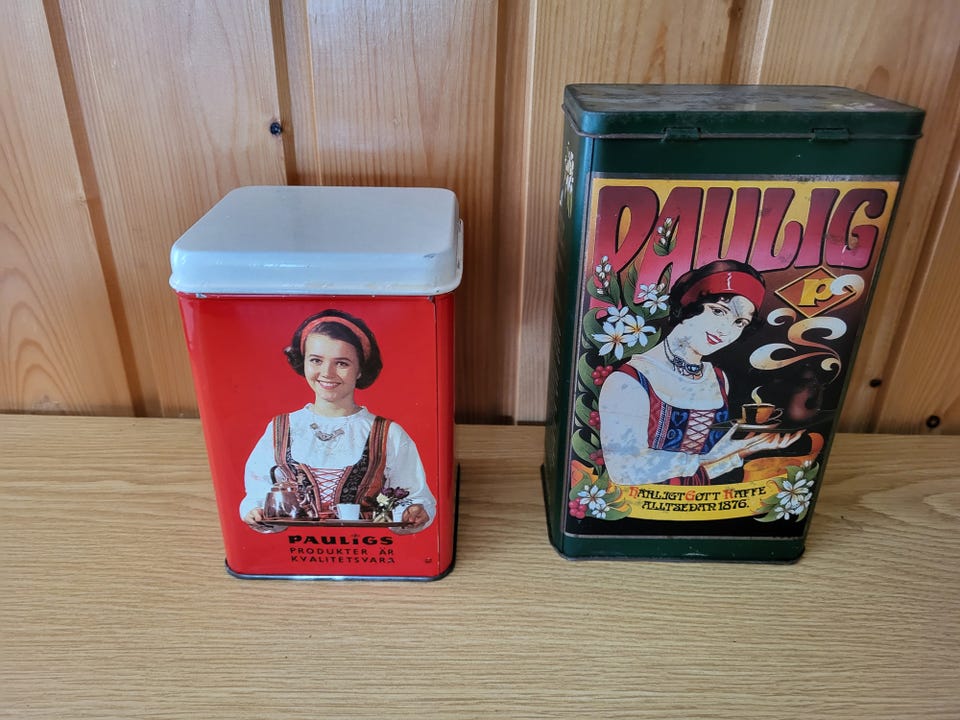 PAULiGS
PRODUKTER ÄR
KVALITETSVARA
PAULIG
P
HÄRLIGT GOTT KAFFE
ALLTSEDAN 1876.